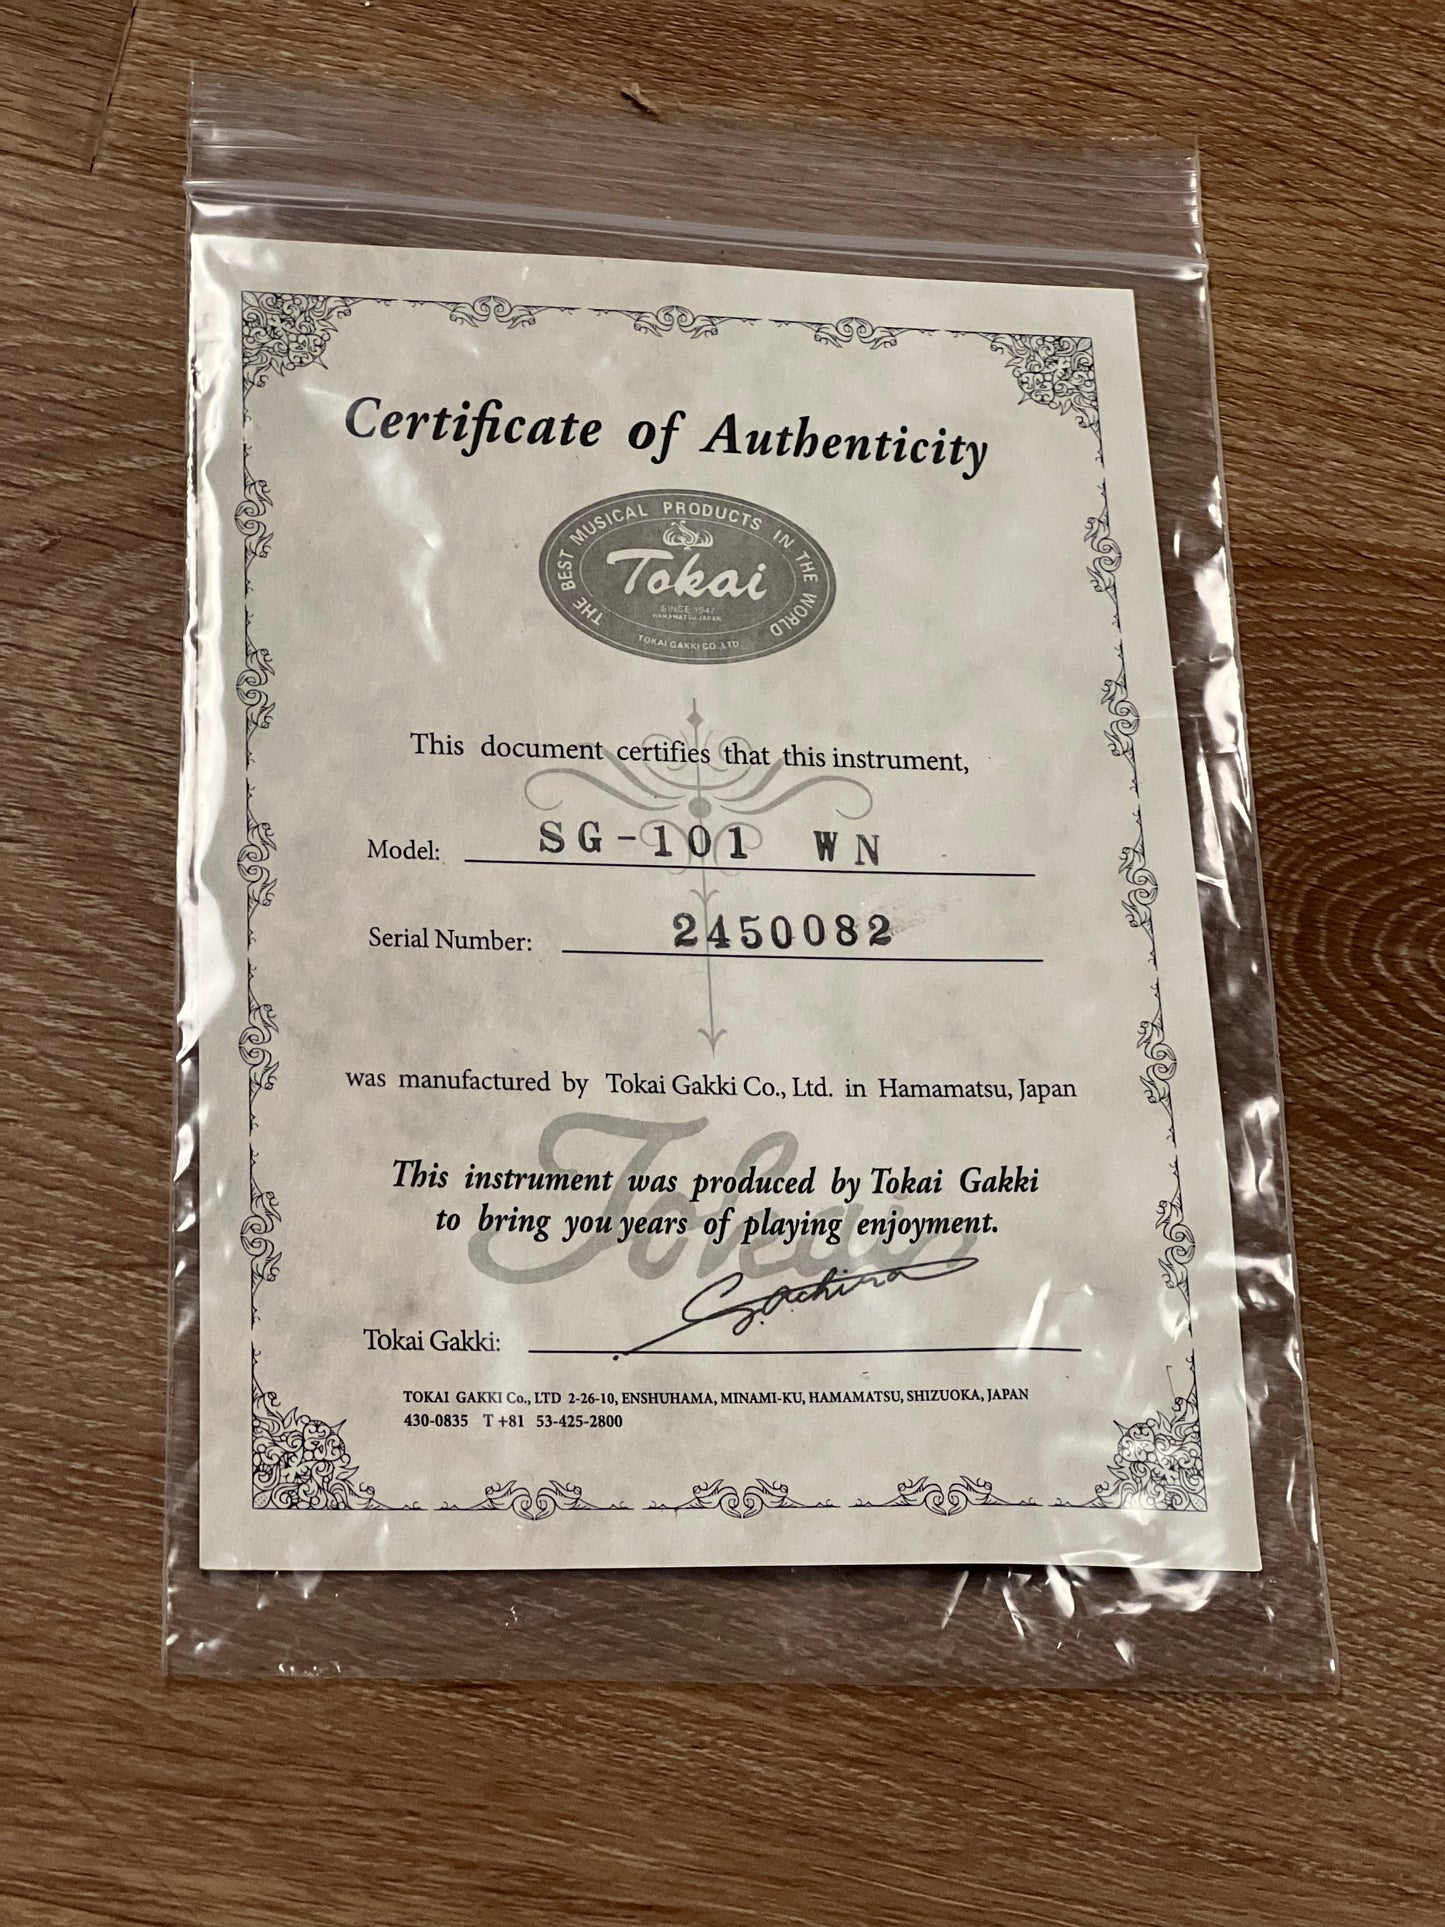 Certificate of Authenticity
THE BEST MUSICAL PRODUCTS IN THE WORLD
Tokai
SINCE 1947
HAMAMATSU JAPAN
TOKAI GAKKI CO.,LTD
This document certifies that this instrument,
Model: SG-101 WN
Serial Number: 2450082
was manufactured by Tokai Gakki Co., Ltd. in Hamamatsu, Japan
Tokai
This instrument was produced by Tokai Gakki
to bring you years of playing enjoyment.
Tokai Gakki:
TOKAI GAKKI Co., LTD 2-26-10, ENSHUHAMA, MINAMI-KU, HAMAMATSU, SHIZUOKA, JAPAN
430-0835 T +81 53-425-2800